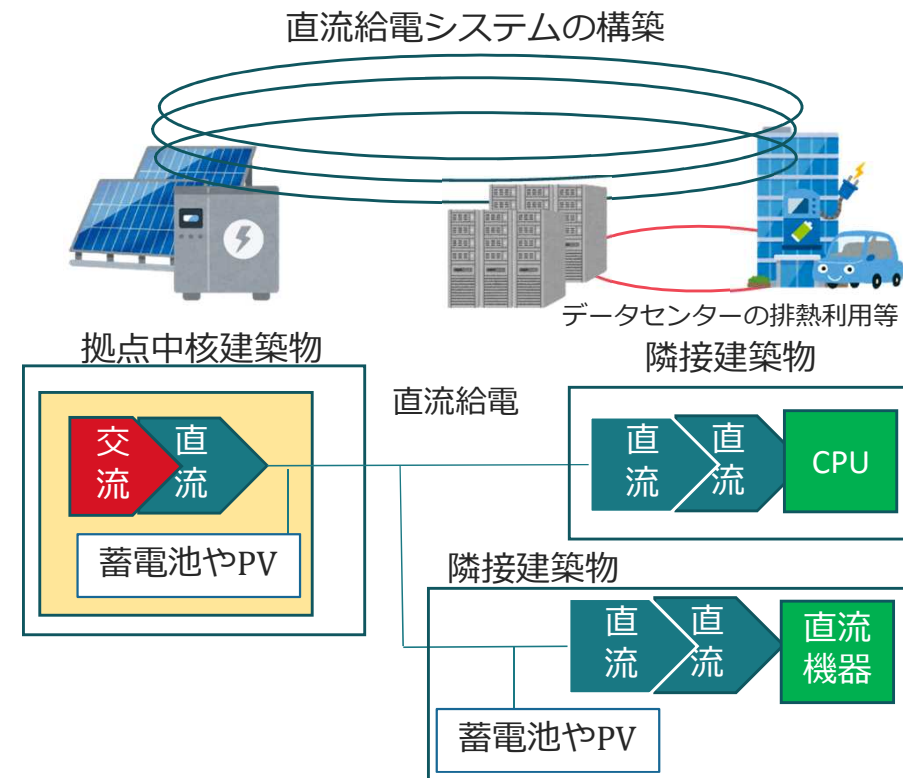 直流給電システムの構築
データセンターの排熱利用等
拠点中核建築物
隣接建築物
直流給電
交流
直流
蓄電池やPV
直流
直流
CPU
隣接建築物
直流
直流
直流
機器
蓄電池やPV